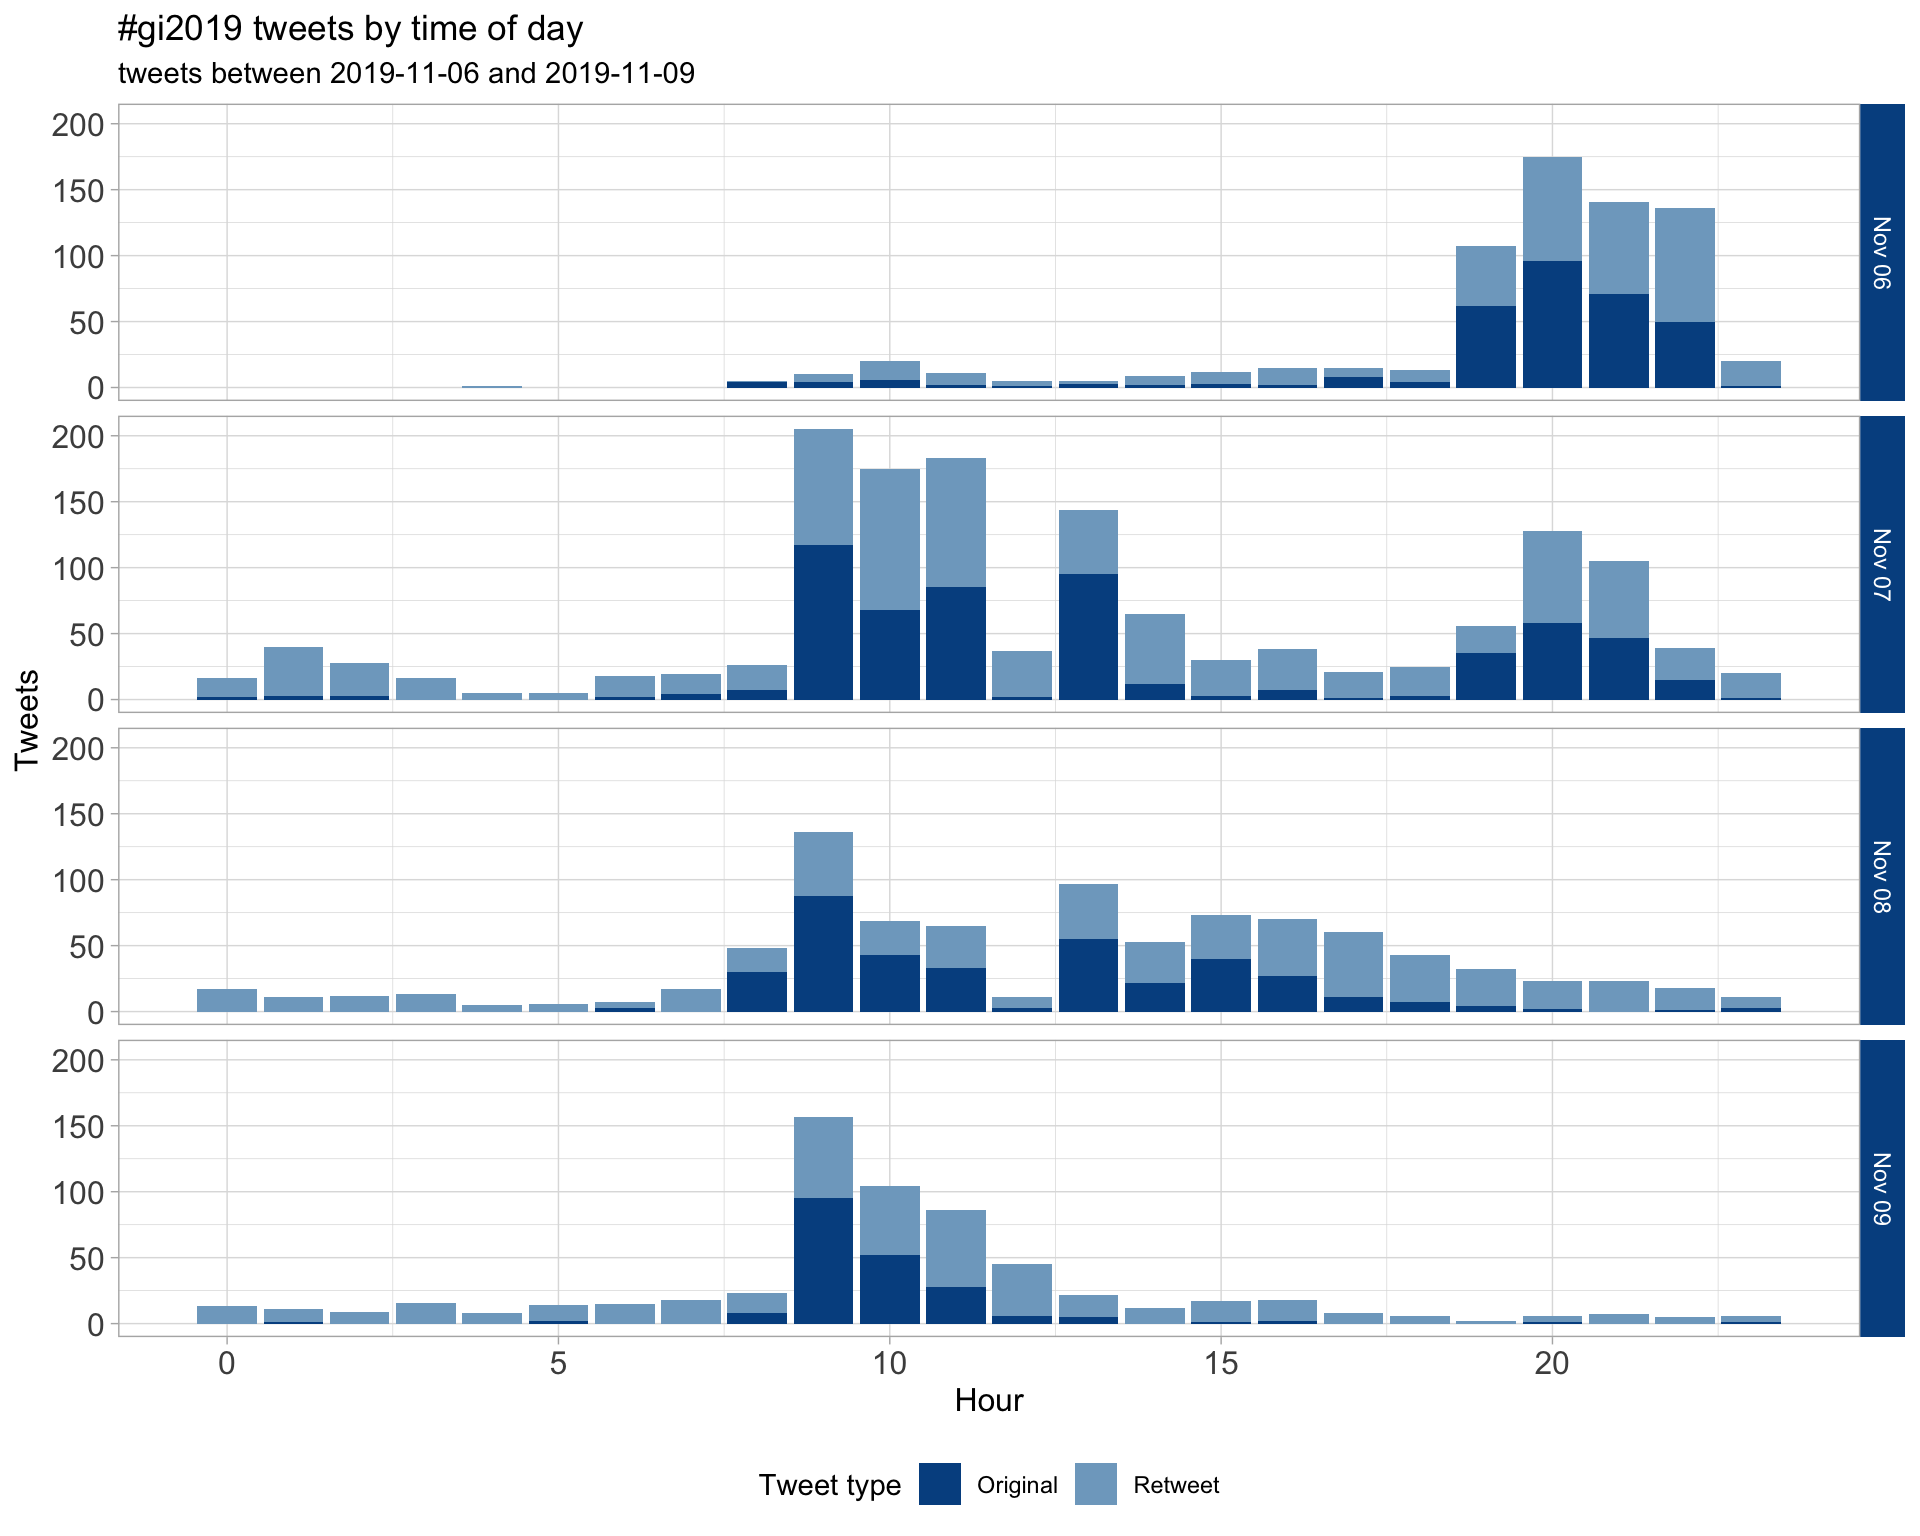 #gi2019 tweets by time of day
tweets between 2019-11-06 and 2019-11-09
Tweets
200
150
100
50
0
Nov 06
200
150
100
50
0
Nov 07
200
150
100
50
0
Nov 08
200
150
100
50
0
Nov 09
0 5 10 15 20
Hour
Tweet type Original Retweet